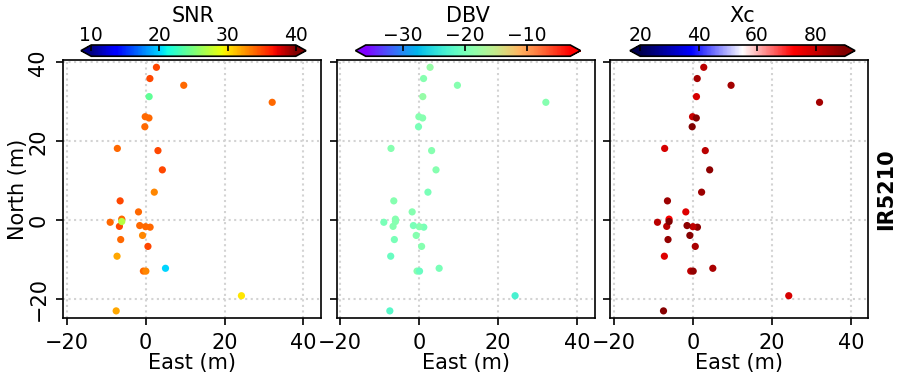 SNR DBV Xc
10 20 30 40 −30 −20 −10 20 40 60 80
40
20
0
−20
North (m)
IR5210
−20 0 20 40 −20 0 20 40 −20 0 20 40
East (m) East (m) East (m)